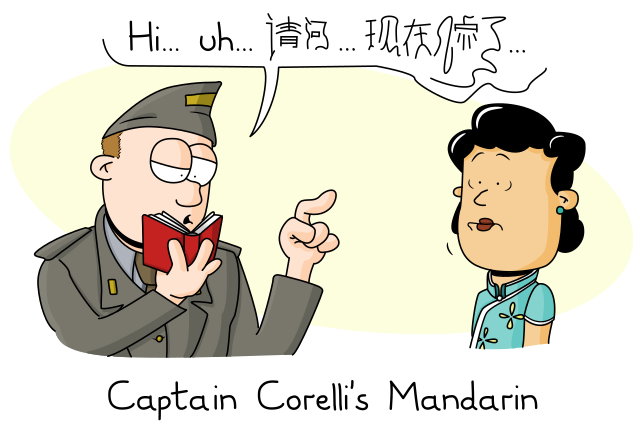 Hi... uh... 请问 ... 现在 ...
Captain Corelli's Mandarin